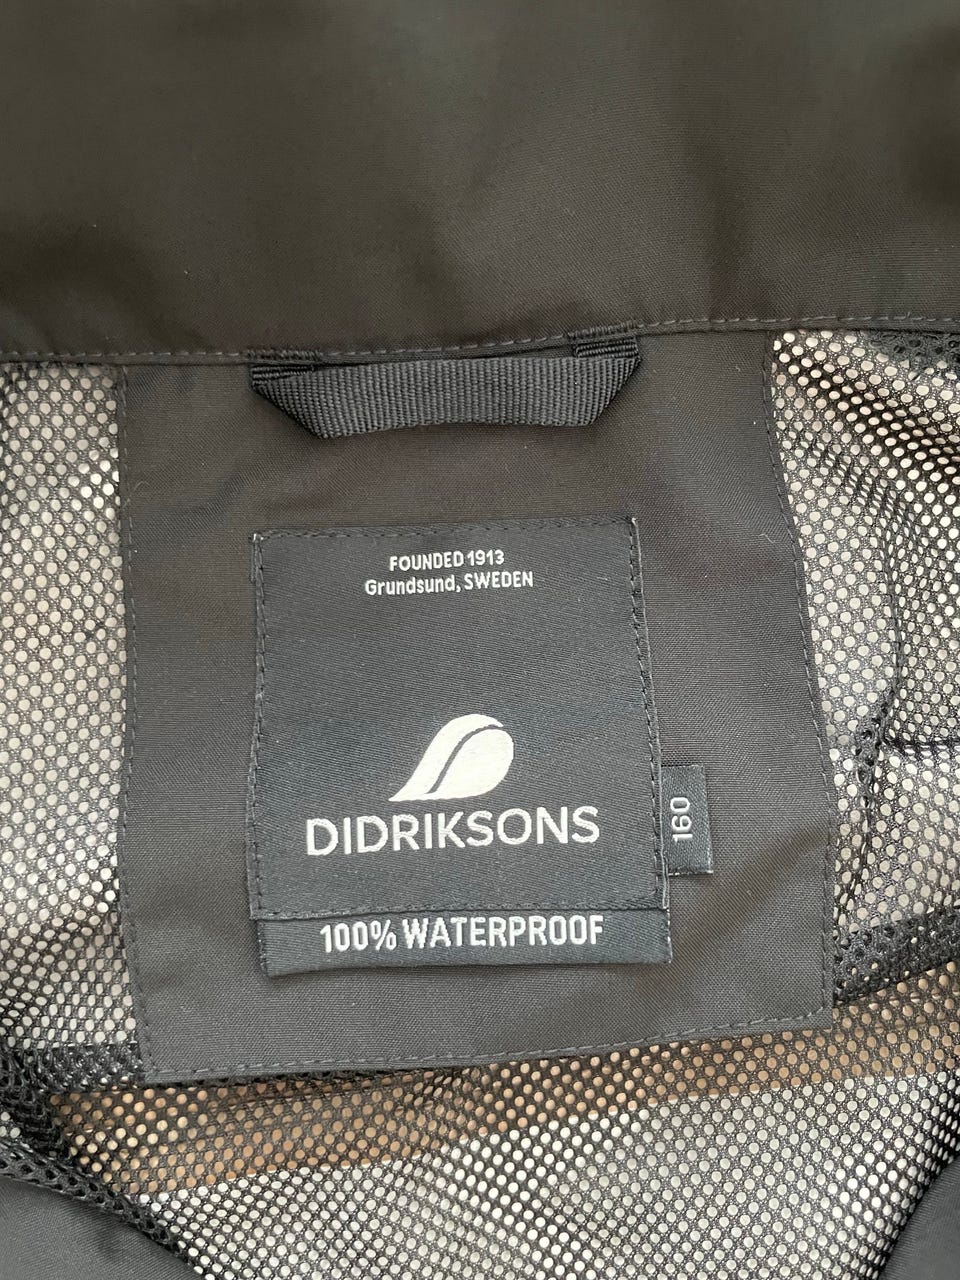 FOUNDED 1913
Grundsund, SWEDEN
DIDRIKSONS
160
100% WATERPROOF